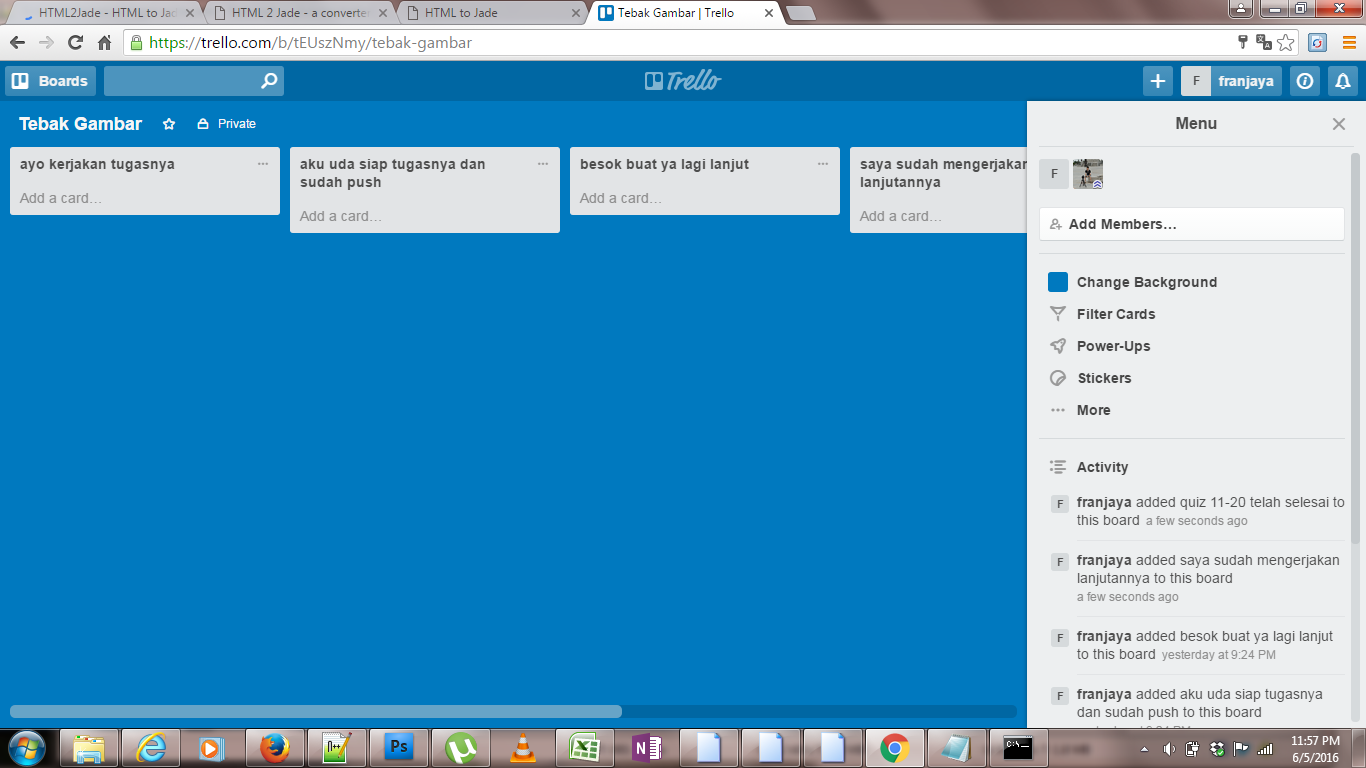 HTML2Jade - HTML to Jad
HTML 2 Jade - a converte
HTML to Jade
Tebak Gambar | Trello
https://trello.com/b/tEUszNmy/tebak-gambar
Boards
Trello
F
franjaya
Tebak Gambar
Private
ayo kerjakan tugasnya
Add a card…
aku uda siap tugasnya dan
sudah push
Add a card…
besok buat ya lagi lanjut
Add a card…
saya sudah mengerjakan
lanjutannya
Add a card…
Menu
F
Add Members…
Change Background
Filter Cards
Power-Ups
Stickers
More
Activity
F
franjaya added quiz 11-20 telah selesai to
this board a few seconds ago
F
franjaya added saya sudah mengerjakan
lanjutannya to this board
a few seconds ago
F
franjaya added besok buat ya lagi lanjut
to this board yesterday at 9:24 PM
F
franjaya added aku uda siap tugasnya
dan sudah push to this board
Ps
N
C:\
11:57 PM
6/5/2016